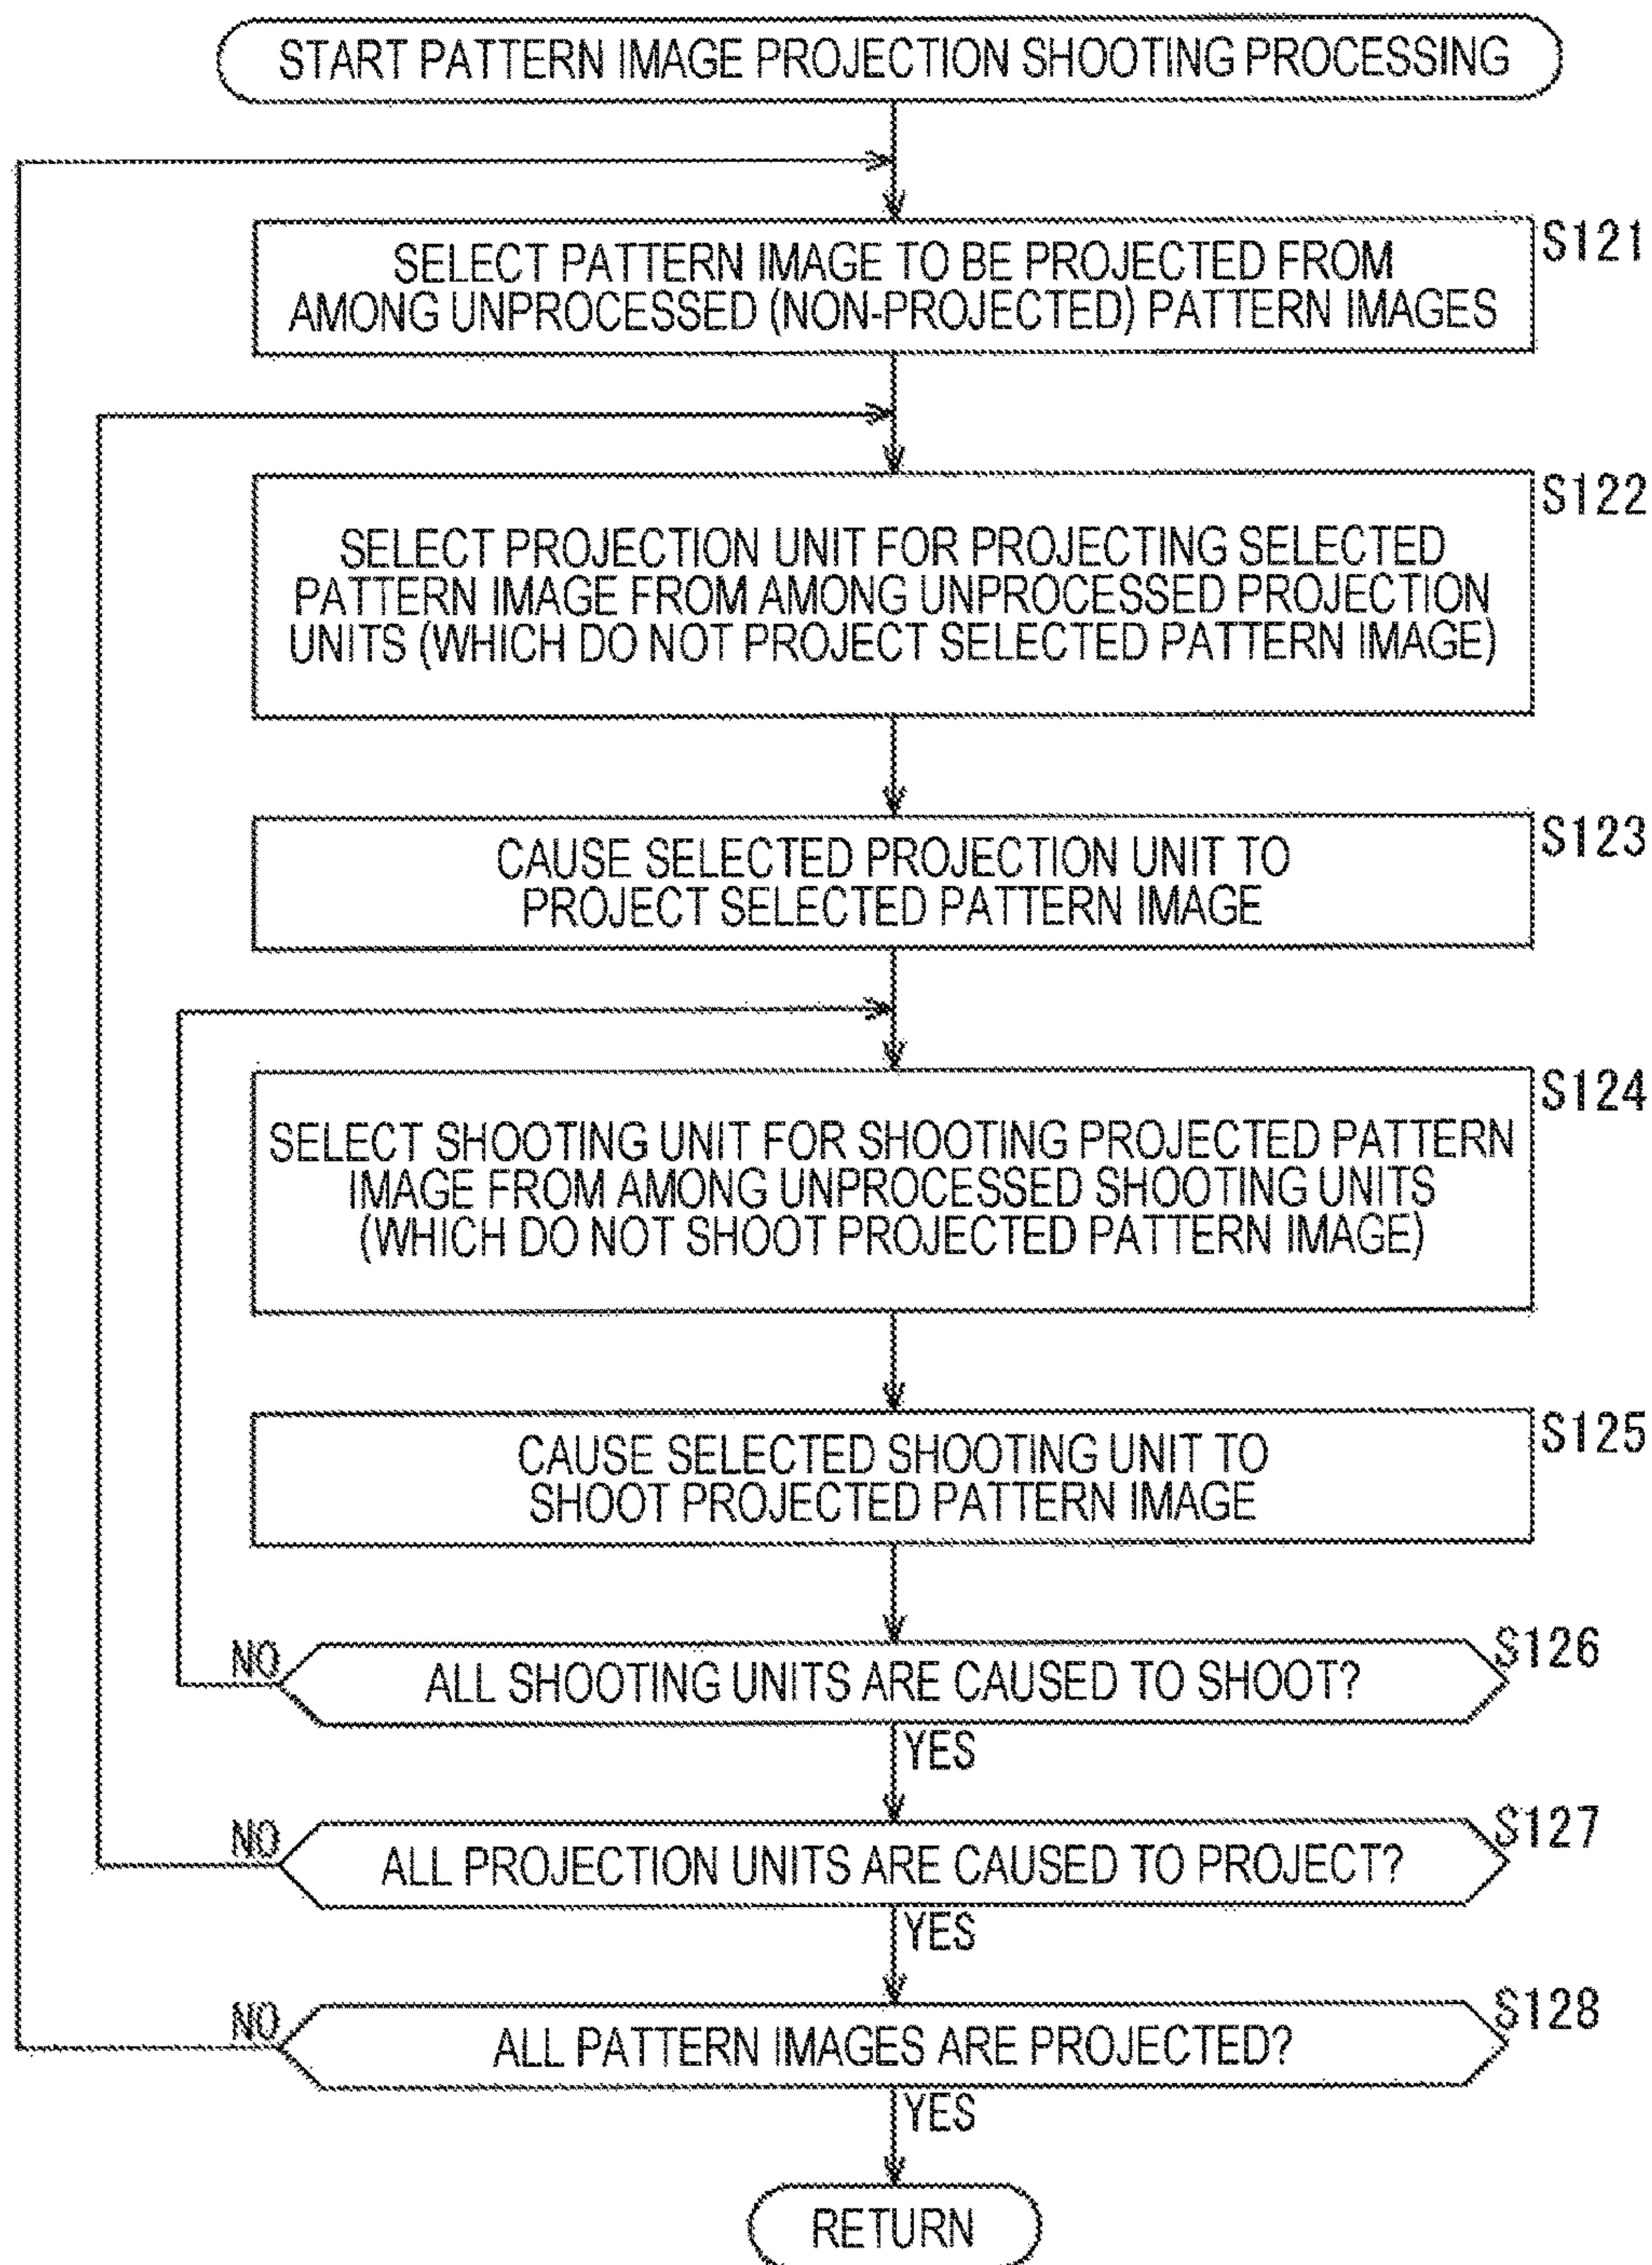 START PATTERN IMAGE PROJECTION SHOOTING PROCESSING
S121
SELECT PATTERN IMAGE TO BE PROJECTED FROM
AMONG UNPROCESSED (NON-PROJECTED) PATTERN IMAGES
S122
SELECT PROJECTION UNIT FOR PROJECTING SELECTED
PATTERN IMAGE FROM AMONG UNPROCESSED PROJECTION
UNITS (WHICH DO NOT PROJECT SELECTED PATTERN IMAGE)
S123
CAUSE SELECTED PROJECTION UNIT TO
PROJECT SELECTED PATTERN IMAGE
S124
SELECT SHOOTING UNIT FOR SHOOTING PROJECTED PATTERN
IMAGE FROM AMONG UNPROCESSED SHOOTING UNITS
(WHICH DO NOT SHOOT PROJECTED PATTERN IMAGE)
S125
CAUSE SELECTED SHOOTING UNIT TO
SHOOT PROJECTED PATTERN IMAGE
S126
NO
ALL SHOOTING UNITS ARE CAUSED TO SHOOT?
YES
S127
NO
ALL PROJECTION UNITS ARE CAUSED TO PROJECT?
YES
S128
NO
ALL PATTERN IMAGES ARE PROJECTED?
YES
RETURN